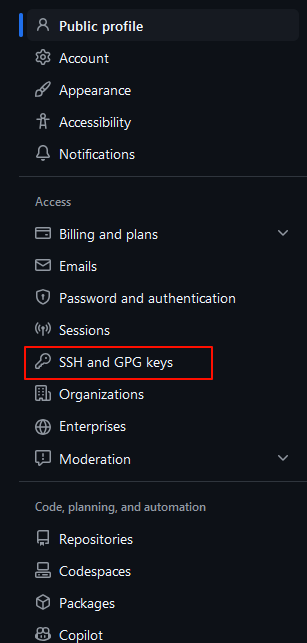 Public profile
Account
Appearance
Accessibility
Notifications
Access
Billing and plans
Emails
Password and authentication
Sessions
SSH and GPG keys
Organizations
Enterprises
Moderation
Code, planning, and automation
Repositories
Codespaces
Packages
Copilot